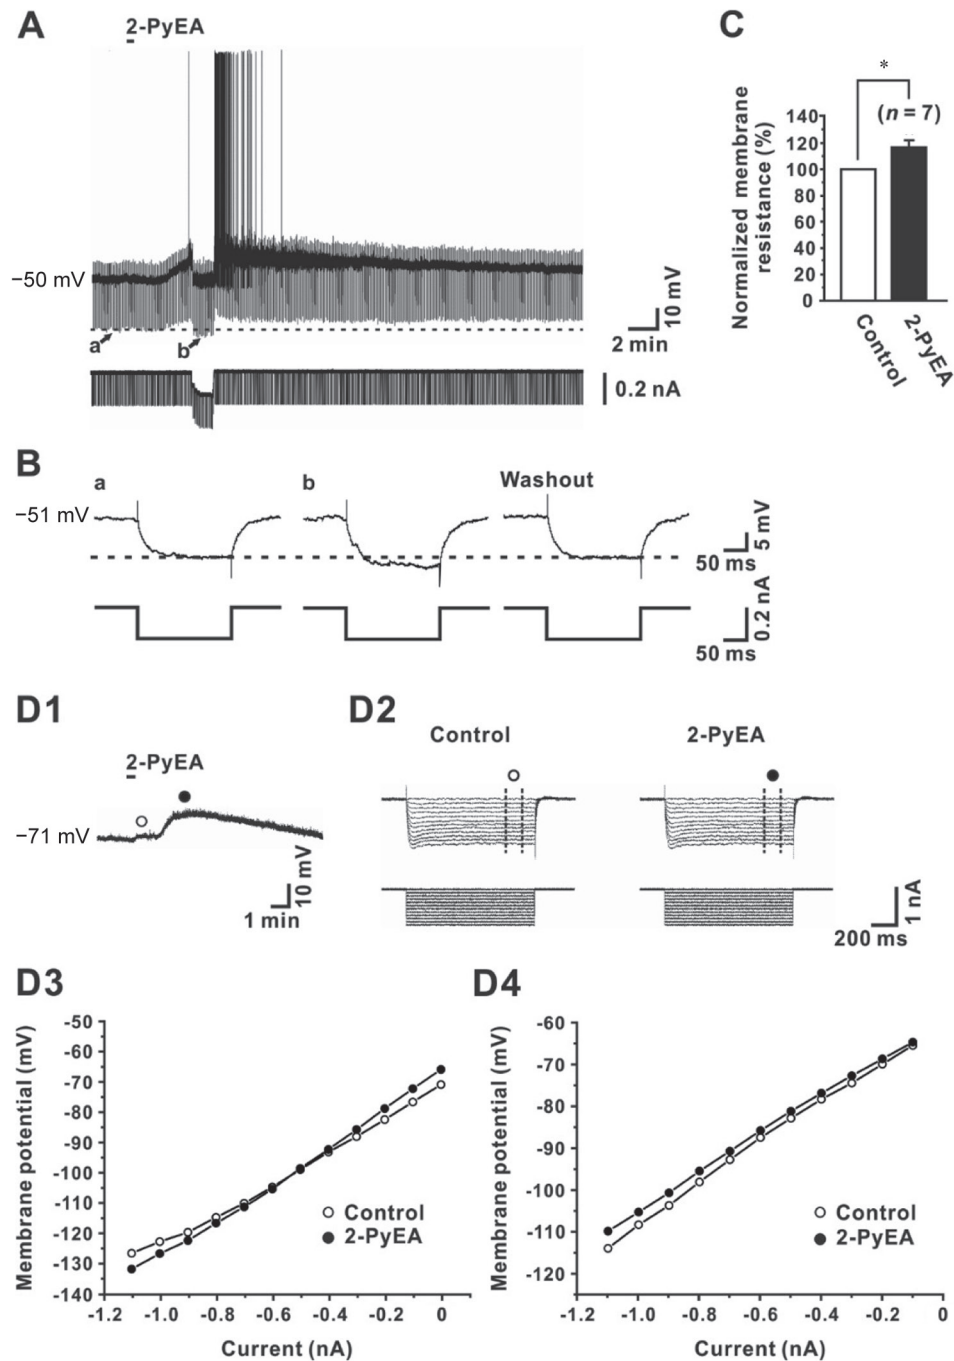 A
2-PyEA
−50 mV
a
b
10 mV
2 min
0.2 nA
C
*
(n = 7)
Normalized membrane
resistance (%)
140
120
100
80
60
40
20
0
Control
2-PyEA
B
a
b
Washout
−51 mV
5 mV
50 ms
0.2 nA
50 ms
D1
2-PyEA
−71 mV
10 mV
1 min
D2
Control
2-PyEA
1 nA
200 ms
D3
Membrane potential (mV)
-50
-60
-70
-80
-90
-100
-110
-120
-130
-140
-1.2
-1.0
-0.8
-0.6
-0.4
-0.2
0
Control
2-PyEA
Current (nA)
D4
Membrane potential (mV)
-60
-70
-80
-90
-100
-110
-120
-1.2
-1.0
-0.8
-0.6
-0.4
-0.2
0
Control
2-PyEA
Current (nA)